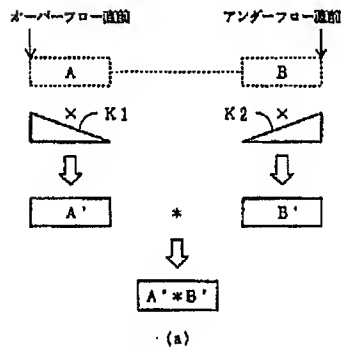 オーバーフロー直前 アンダーフロー直前
A B
× K1 K2 ×
A' * B'
A'*B'
(a)